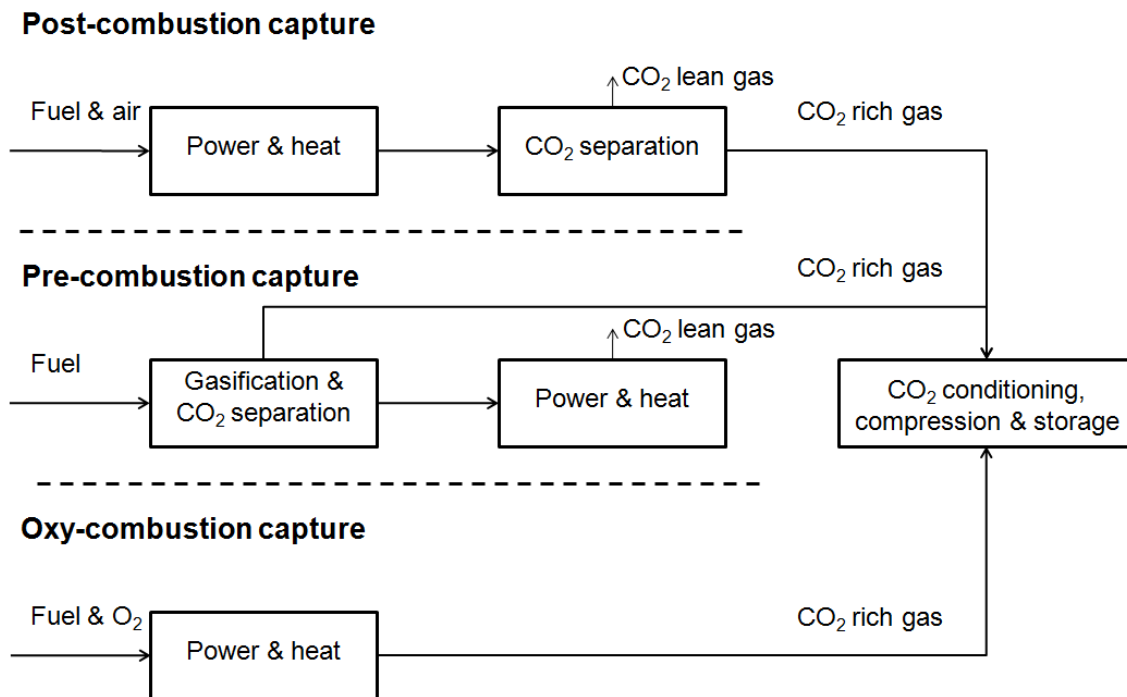 Post-combustion capture
CO₂ lean gas
Fuel & air
CO₂ rich gas
Power & heat
CO₂ separation
Pre-combustion capture
CO₂ rich gas
CO₂ lean gas
Fuel
Gasification &
CO₂ separation
Power & heat
CO₂ conditioning,
compression & storage
Oxy-combustion capture
Fuel & O₂
CO₂ rich gas
Power & heat